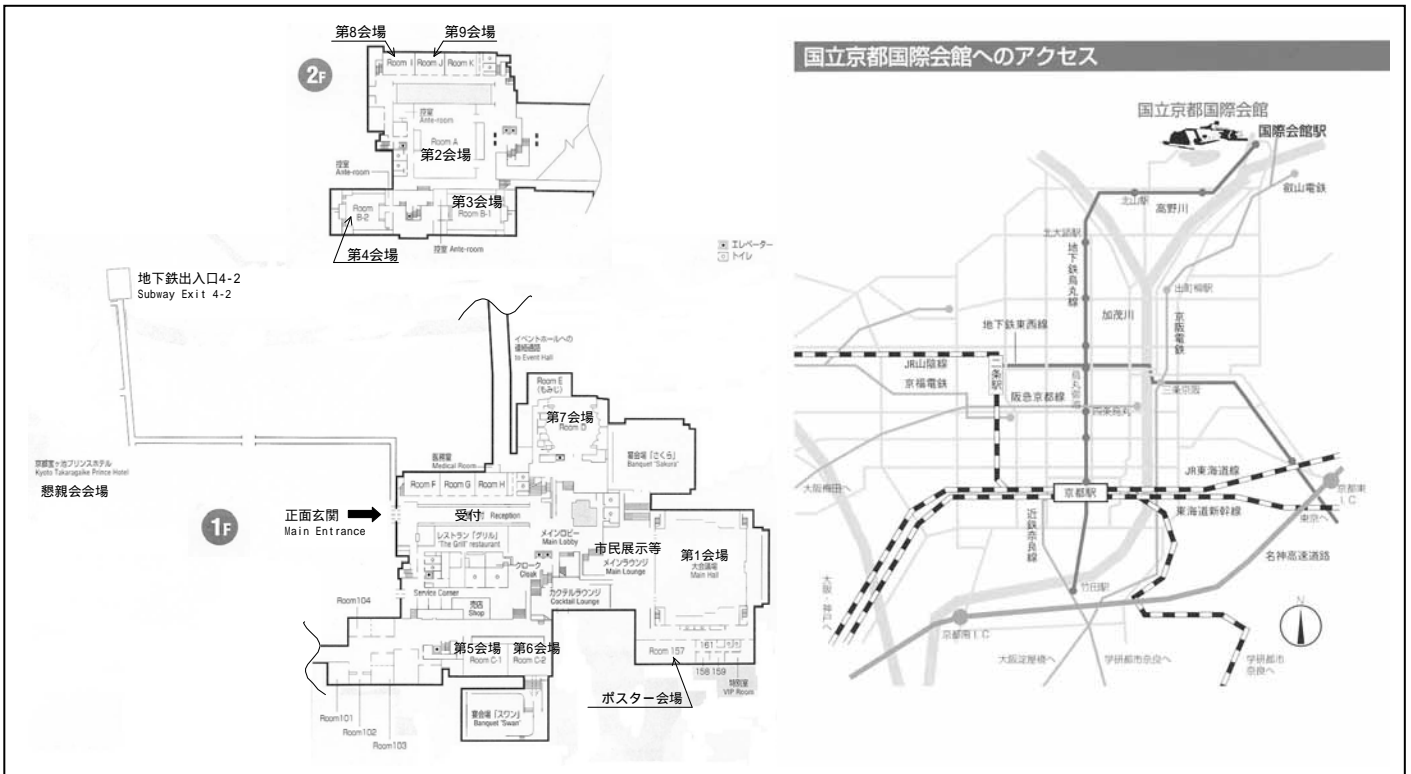 第8会場
第9会場
2F
Room I
Room J
Room K
控室
Ante-room
Room A
第2会場
控室
Ante-room
第3会場
Room
B-2
Room B-1
第4会場
控室 Ante-room
エレベーター
トイレ
地下鉄出入口4-2
Subway Exit 4-2
イベントホールへの
連絡通路
to Event Hall
Room E
(もみじ)
第7会場
Room D
医務室
Medical Room
宴会場「さくら」
Banquet "Sakura"
京都宝ヶ池プリンスホテル
Kyoto Takaragaike Prince Hotel
懇親会会場
Room F
Room G
Room H
正面玄関
Main Entrance
1F
受付
Reception
レストラン「グリル」
"The Grill" restaurant
メインロビー
Main Lobby
市民展示等
メインラウンジ
Main Lounge
第1会場
大会議場
Main Hall
クローク
Cloak
Service Corner
売店
Shop
カクテルラウンジ
Cocktail Lounge
Room104
第5会場
Room C-1
第6会場
Room C-2
Room 157
161
158
159
特別室
VIP Room
ポスター会場
宴会場「スワン」
Banquet "Swan"
Room101
Room102
Room103
国立京都国際会館へのアクセス
国立京都国際会館
国際会館駅
叡山電鉄
北山駅
高野川
北大路駅
地下鉄烏丸線
出町柳駅
加茂川
京阪電鉄
地下鉄東西線
JR山陰線
二条駅
京福電鉄
阪急京都線
烏丸御池
三条京阪
四条烏丸
JR東海道線
大阪梅田へ
京都駅
京都東
I.C
東海道新幹線
東京へ
近鉄奈良線
名神高速道路
竹田駅
大阪・神戸へ
京都南I.C
N
大阪淀屋橋へ
学研都市奈良へ
学研都市
奈良へ